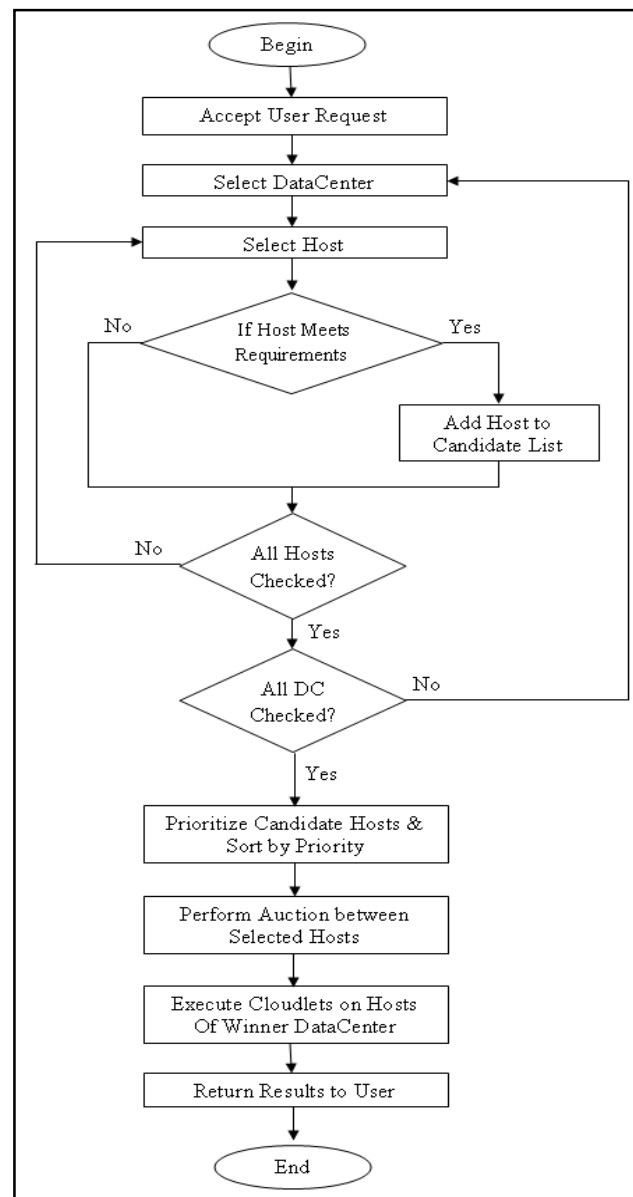 Begin
Accept User Request
Select DataCenter
Select Host
No
If Host Meets
Requirements
Yes
Add Host to
Candidate List
No
All Hosts
Checked?
Yes
All DC
Checked?
No
Yes
Prioritize Candidate Hosts &
Sort by Priority
Perform Auction between
Selected Hosts
Execute Cloudlets on Hosts
Of Winner DataCenter
Return Results to User
End